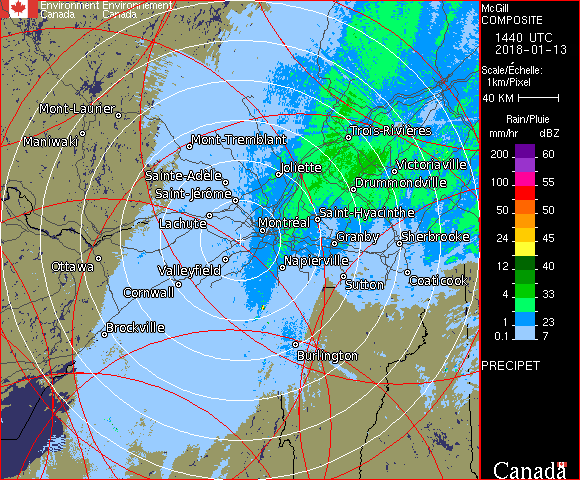 Environment Environnement
Canada Canada
McGill
COMPOSITE
1440 UTC
2018-01-13
Scale/Échelle:
1km/Pixel
40 KM
Rain/Pluie
mm/hr dBZ
200 60
100 55
50 50
24 45
12 40
4 33
1 23
0.1 7
PRECIPET
Canada
Mont-Laurier
Maniwaki
Mont-Tremblant
Trois-Rivières
Sainte-Adèle
Joliette
Victoriaville
Saint-Jérôme
Drummondville
Lachute
Montréal
Saint-Hyacinthe
Granby
Sherbrooke
Ottawa
Valleyfield
Napierville
Cornwall
Sutton
Coaticook
Brockville
Burlington